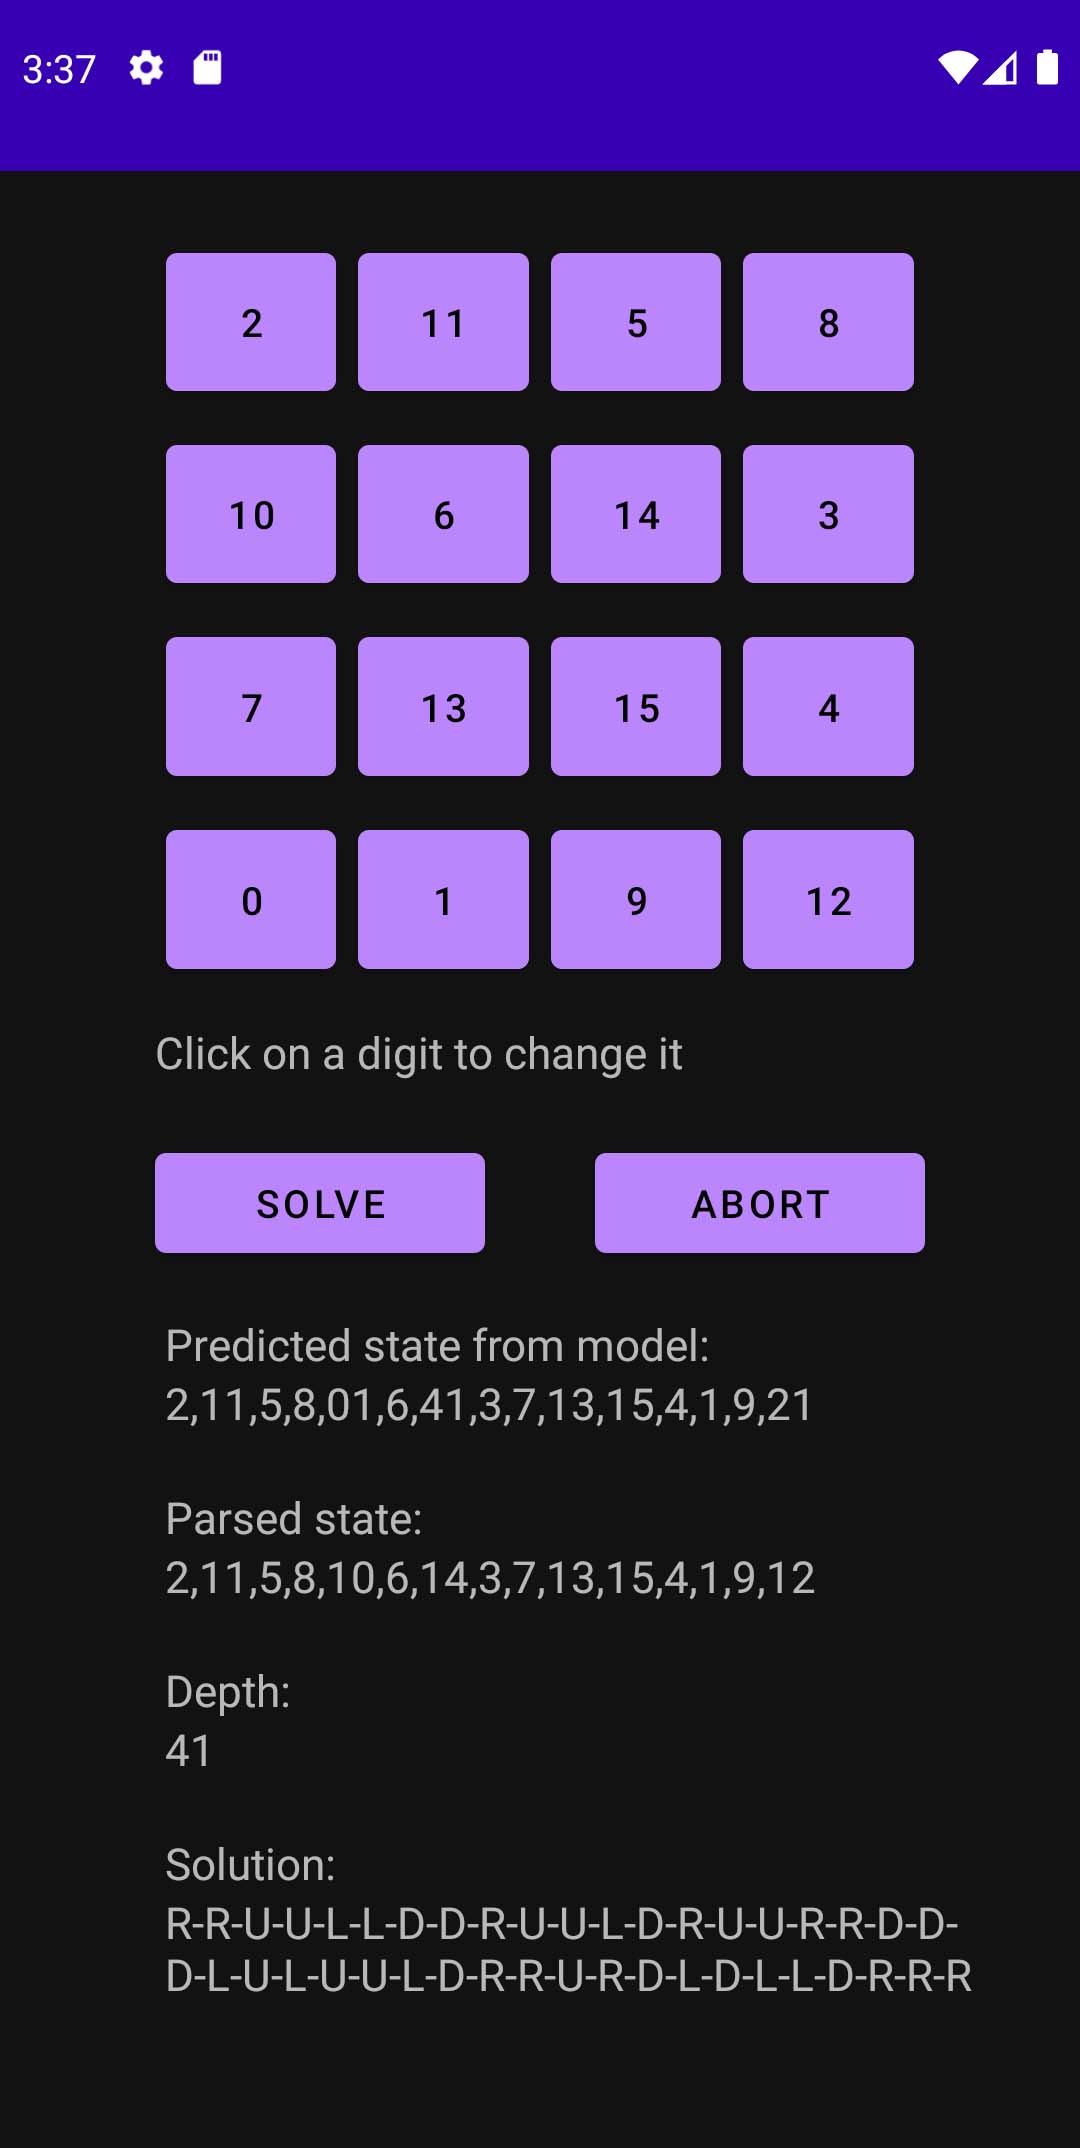 3:37
2 11 5 8
10 6 14 3
7 13 15 4
0 1 9 12
Click on a digit to change it
SOLVE ABORT
Predicted state from model:
2,11,5,8,01,6,41,3,7,13,15,4,1,9,21
Parsed state:
2,11,5,8,10,6,14,3,7,13,15,4,1,9,12
Depth:
41
Solution:
R-R-U-U-L-L-D-D-R-U-U-L-D-R-U-U-R-R-D-D-
D-L-U-L-U-U-L-D-R-R-U-R-D-L-D-L-L-D-R-R-R